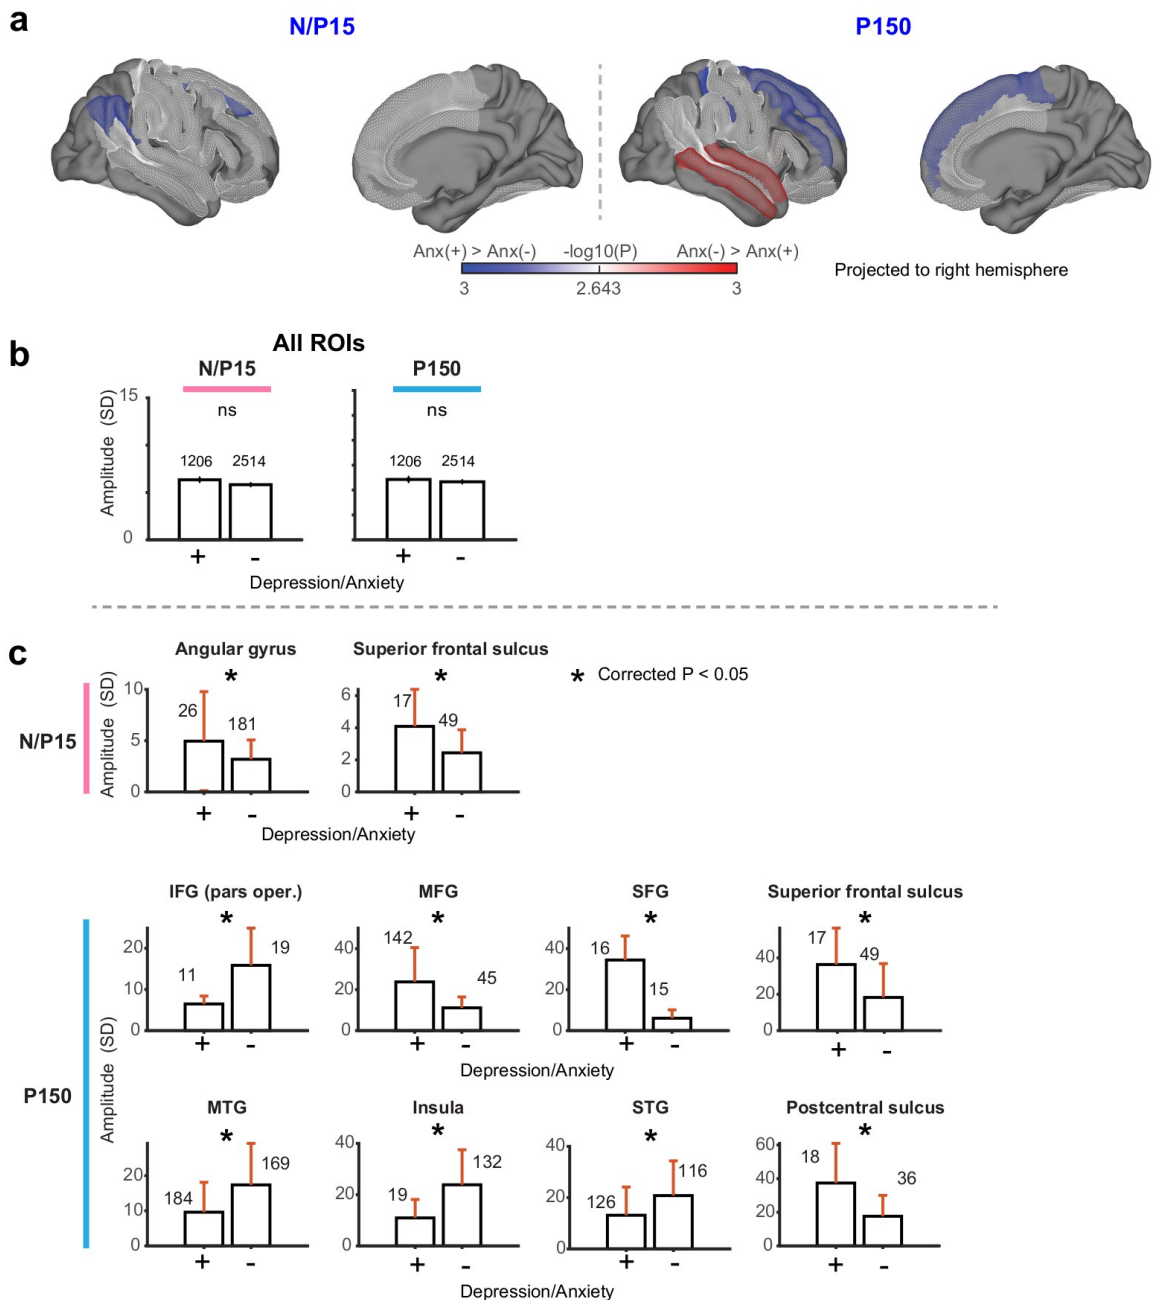 a
N/P15
P150
Anx(+) > Anx(-) -log10(P) Anx(-) > Anx(+)
3 2.643 3
Projected to right hemisphere
b
All ROIs
N/P15 P150
ns ns
Amplitude (SD)
15
0
1206 2514
1206 2514
+ -
+ -
Depression/Anxiety
c
Angular gyrus
Superior frontal sulcus
* * * Corrected P < 0.05
N/P15
Amplitude (SD)
10
5
0
26 181
6
4
2
0
17 49
+ -
+ -
Depression/Anxiety
P150
Amplitude (SD)
IFG (pars oper.)
*
20
10
0
11 19
+ -
MFG
*
40
20
0
142 45
+ -
SFG
*
40
20
0
16 15
+ -
Superior frontal sulcus
*
40
20
0
17 49
+ -
Depression/Anxiety
MTG
*
20
10
0
184 169
+ -
Insula
*
40
20
0
19 132
+ -
STG
*
40
20
0
126 116
+ -
Postcentral sulcus
*
60
40
20
0
18 36
+ -
Depression/Anxiety